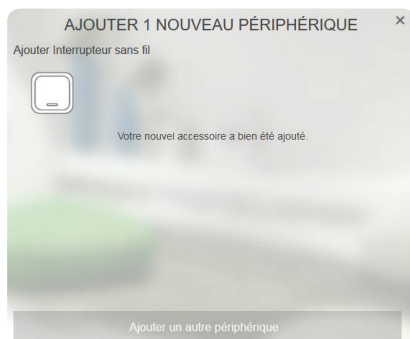 AJOUTER 1 NOUVEAU PÉRIPHÉRIQUE
×
Ajouter Interrupteur sans fil
Votre nouvel accessoire a bien été ajouté.
Ajouter un autre périphérique